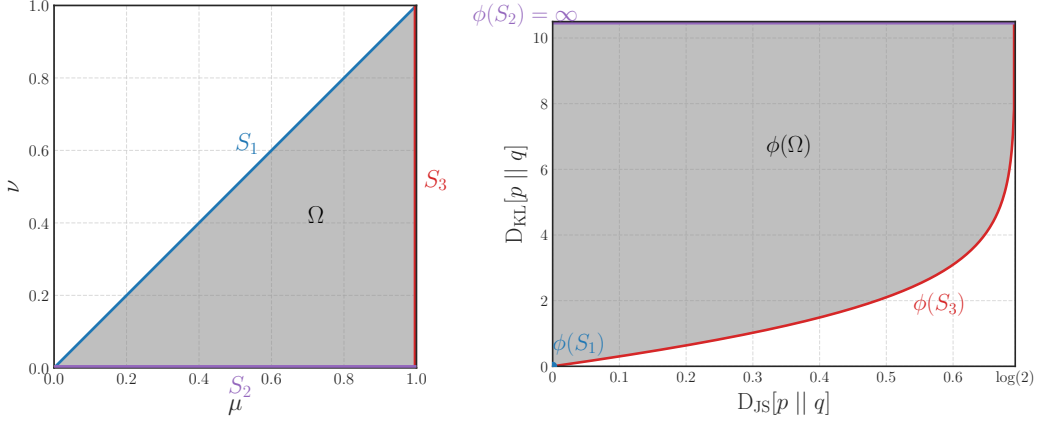 1.0
0.8
0.6
0.4
0.2
0.0
ν
S₁
Ω
S₃
S₂
0.0 0.2 0.4 0.6 0.8 1.0
μ
ϕ(S₂) = ∞
10
8
6
4
2
0
D_KL[p || q]
ϕ(Ω)
ϕ(S₃)
ϕ(S₁)
0 0.1 0.2 0.3 0.4 0.5 0.6 log(2)
D_JS[p || q]